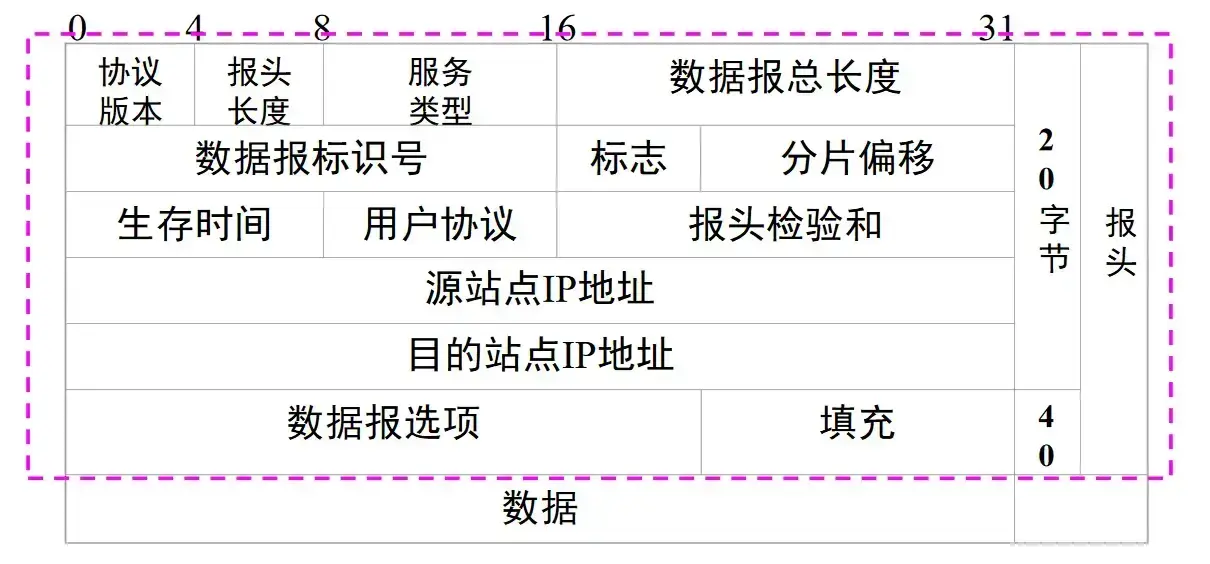 0 4 8 16 31
协议版本 报头长度 服务类型 数据报总长度
数据报标识号 标志 分片偏移
生存时间 用户协议 报头检验和
源站点IP地址
目的站点IP地址
数据报选项 填充
数据
20字节
40
报头